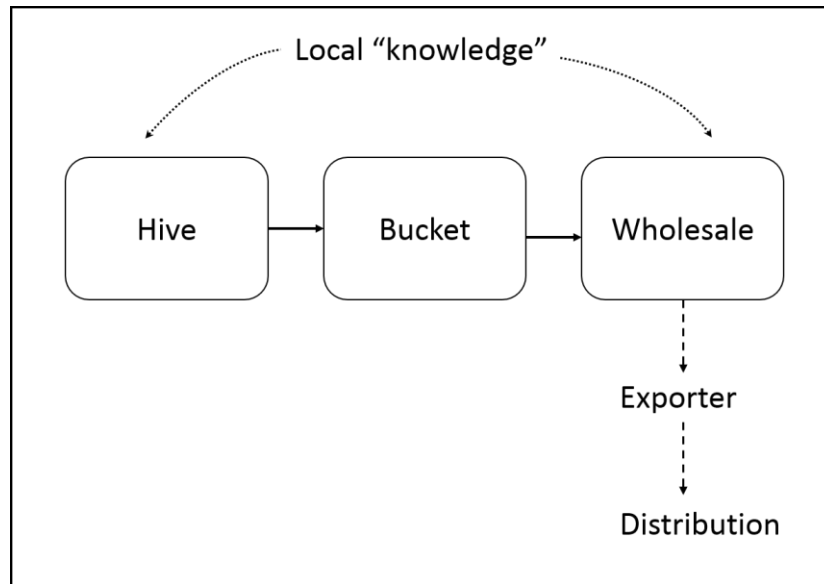 Local “knowledge”
Hive
Bucket
Wholesale
Exporter
Distribution